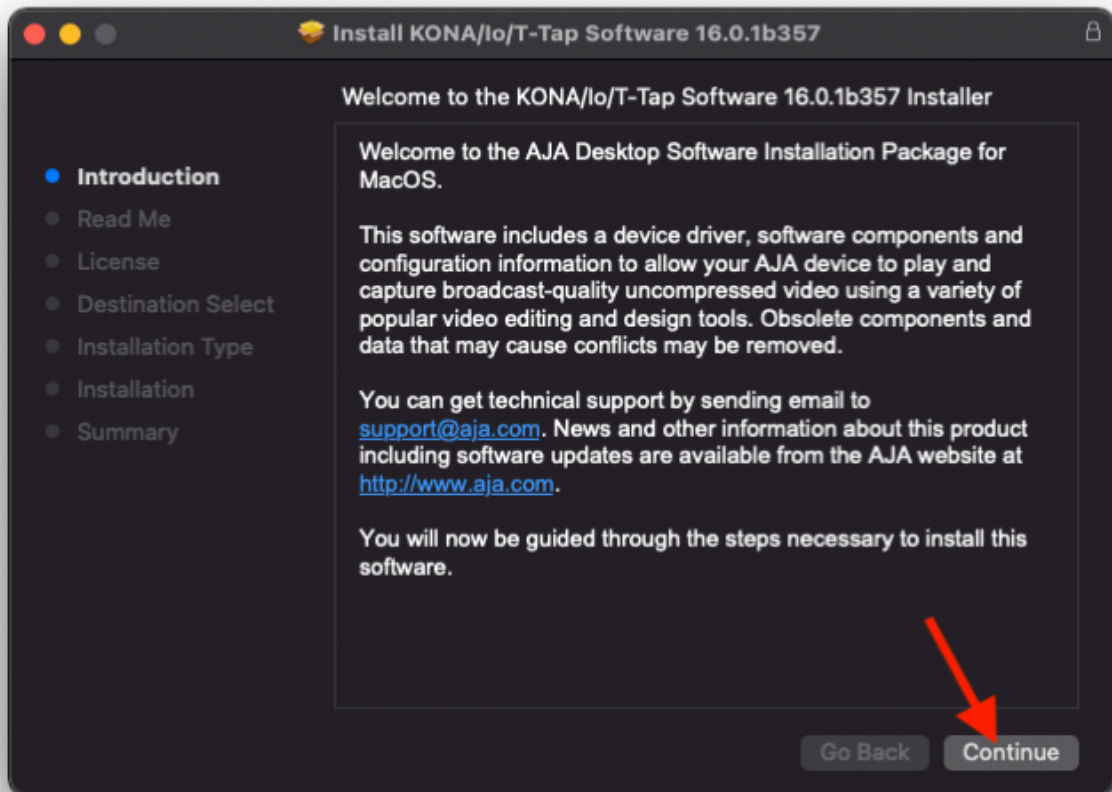 Install KONA/Io/T-Tap Software 16.0.1b357
Welcome to the KONA/Io/T-Tap Software 16.0.1b357 Installer
Introduction
Read Me
License
Destination Select
Installation Type
Installation
Summary
Welcome to the AJA Desktop Software Installation Package for
MacOS.
This software includes a device driver, software components and
configuration information to allow your AJA device to play and
capture broadcast-quality uncompressed video using a variety of
popular video editing and design tools. Obsolete components and
data that may cause conflicts may be removed.
You can get technical support by sending email to
support@aja.com. News and other information about this product
including software updates are available from the AJA website at
http://www.aja.com.
You will now be guided through the steps necessary to install this
software.
Go Back
Continue